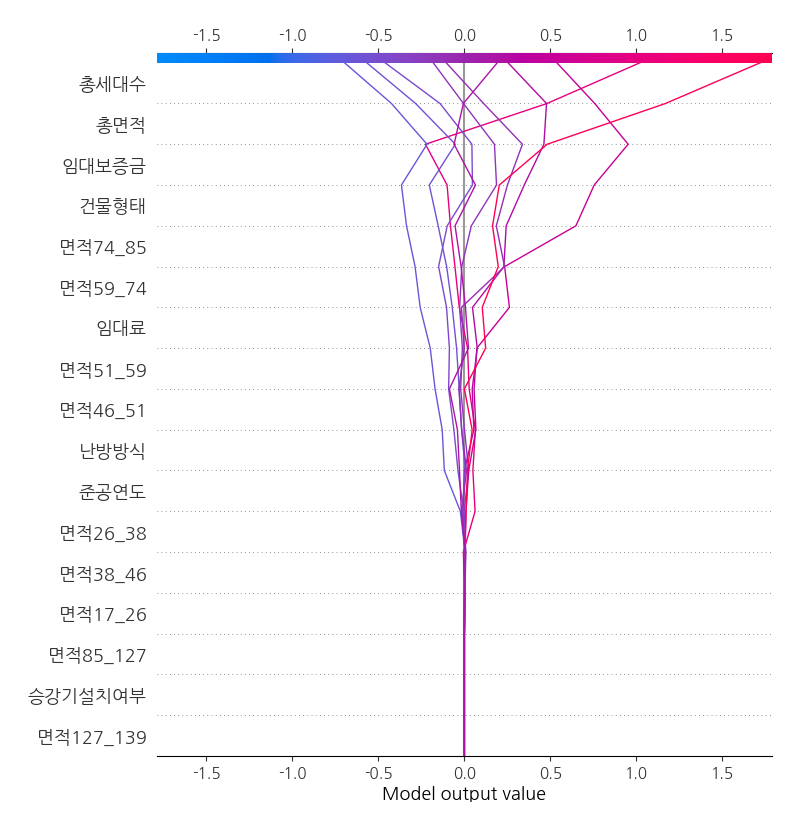 -1.5 -1.0 -0.5 0.0 0.5 1.0 1.5
총세대수
총면적
임대보증금
건물형태
면적74_85
면적59_74
임대료
면적51_59
면적46_51
난방방식
준공연도
면적26_38
면적38_46
면적17_26
면적85_127
승강기설치여부
면적127_139
-1.5 -1.0 -0.5 0.0 0.5 1.0 1.5
Model output value